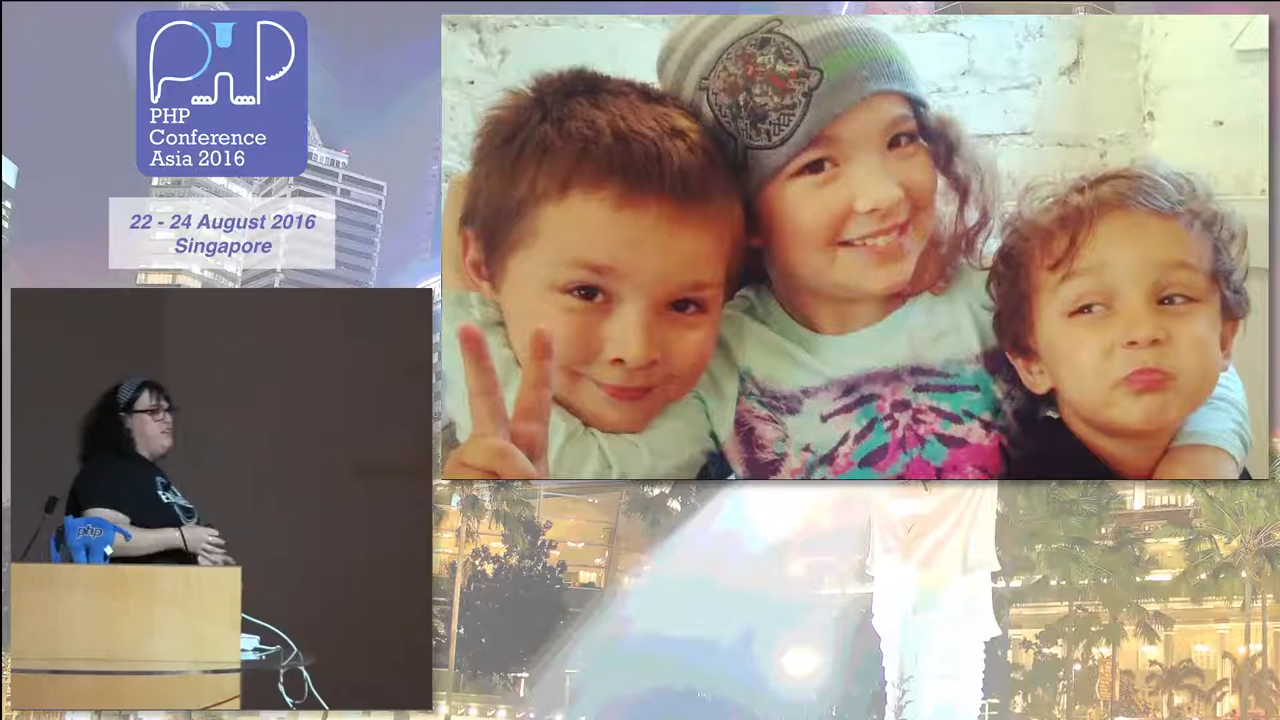 PHP
Conference
Asia 2016
22 - 24 August 2016
Singapore
php